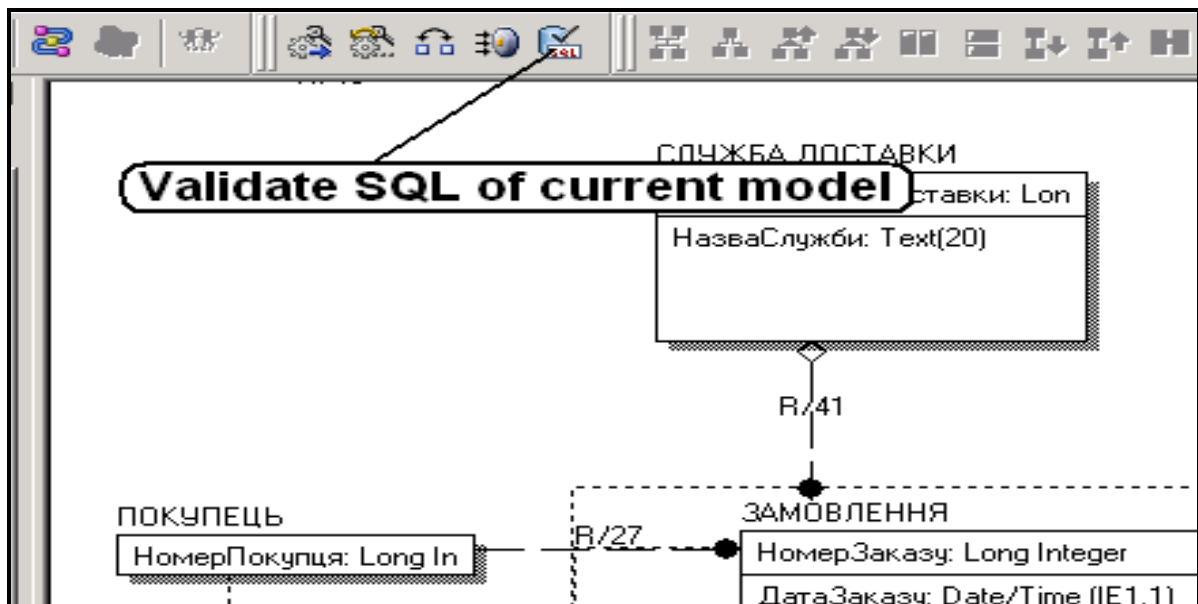 SQL
СЛУЖБА ДОСТАВКИ
Validate SQL of current model
ставки: Lon
НазваСлужби: Text(20)
R/41
ПОКУПЕЦЬ
ЗАМОВЛЕННЯ
R/27
НомерПокупця: Long In
НомерЗаказу: Long Integer
ДатаЗаказу: Date/Time (IE1.1)